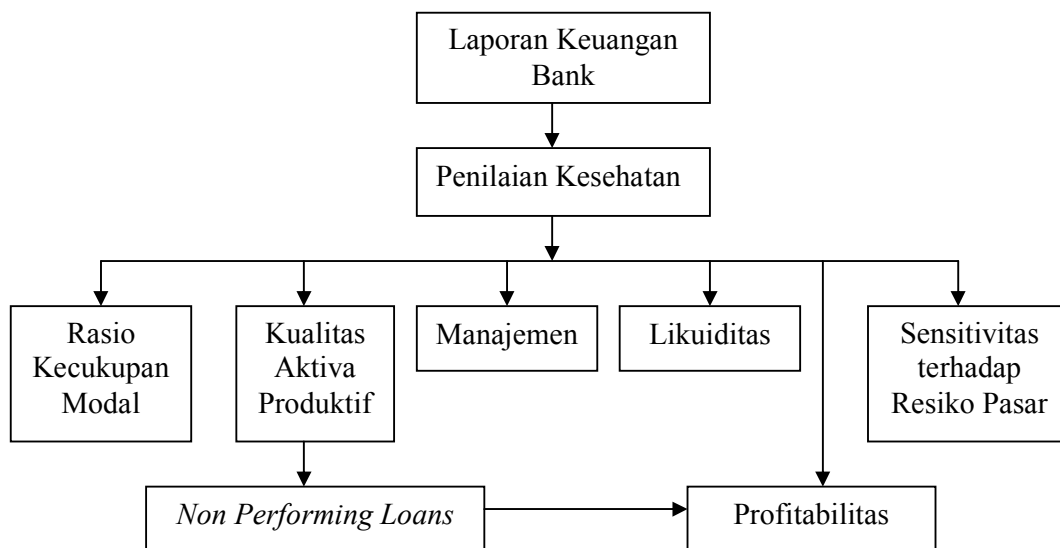 Laporan Keuangan
Bank
Penilaian Kesehatan
Rasio
Kecukupan
Modal
Kualitas
Aktiva
Produktif
Manajemen
Likuiditas
Sensitivitas
terhadap
Resiko Pasar
Non Performing Loans
Profitabilitas